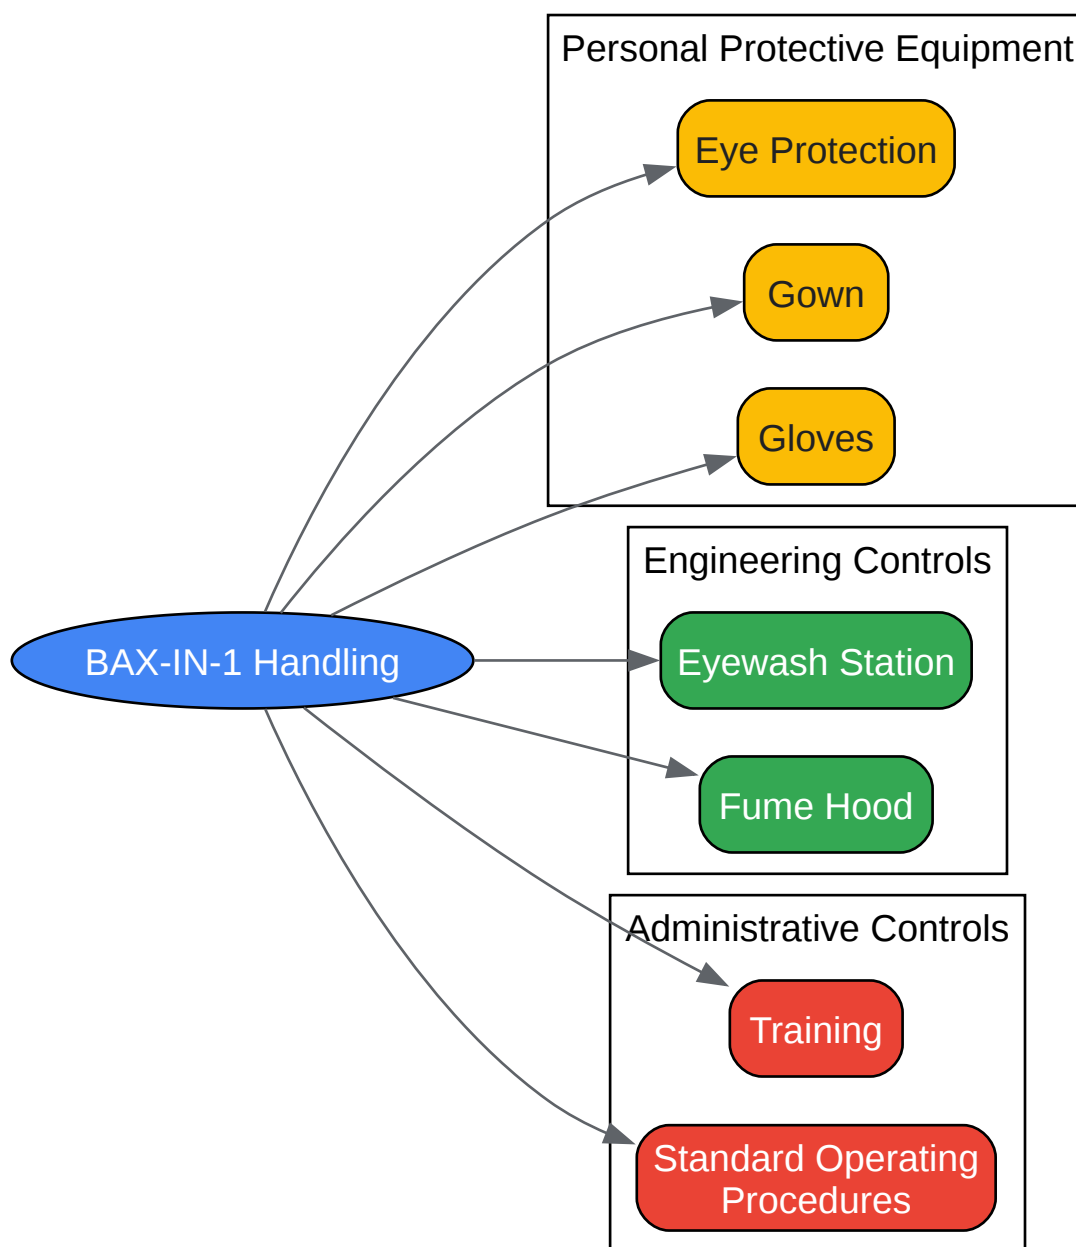 Personal Protective Equipment
Eye Protection
Gown
Gloves
Engineering Controls
BAX-IN-1 Handling
Eyewash Station
Fume Hood
Administrative Controls
Training
Standard Operating
Procedures